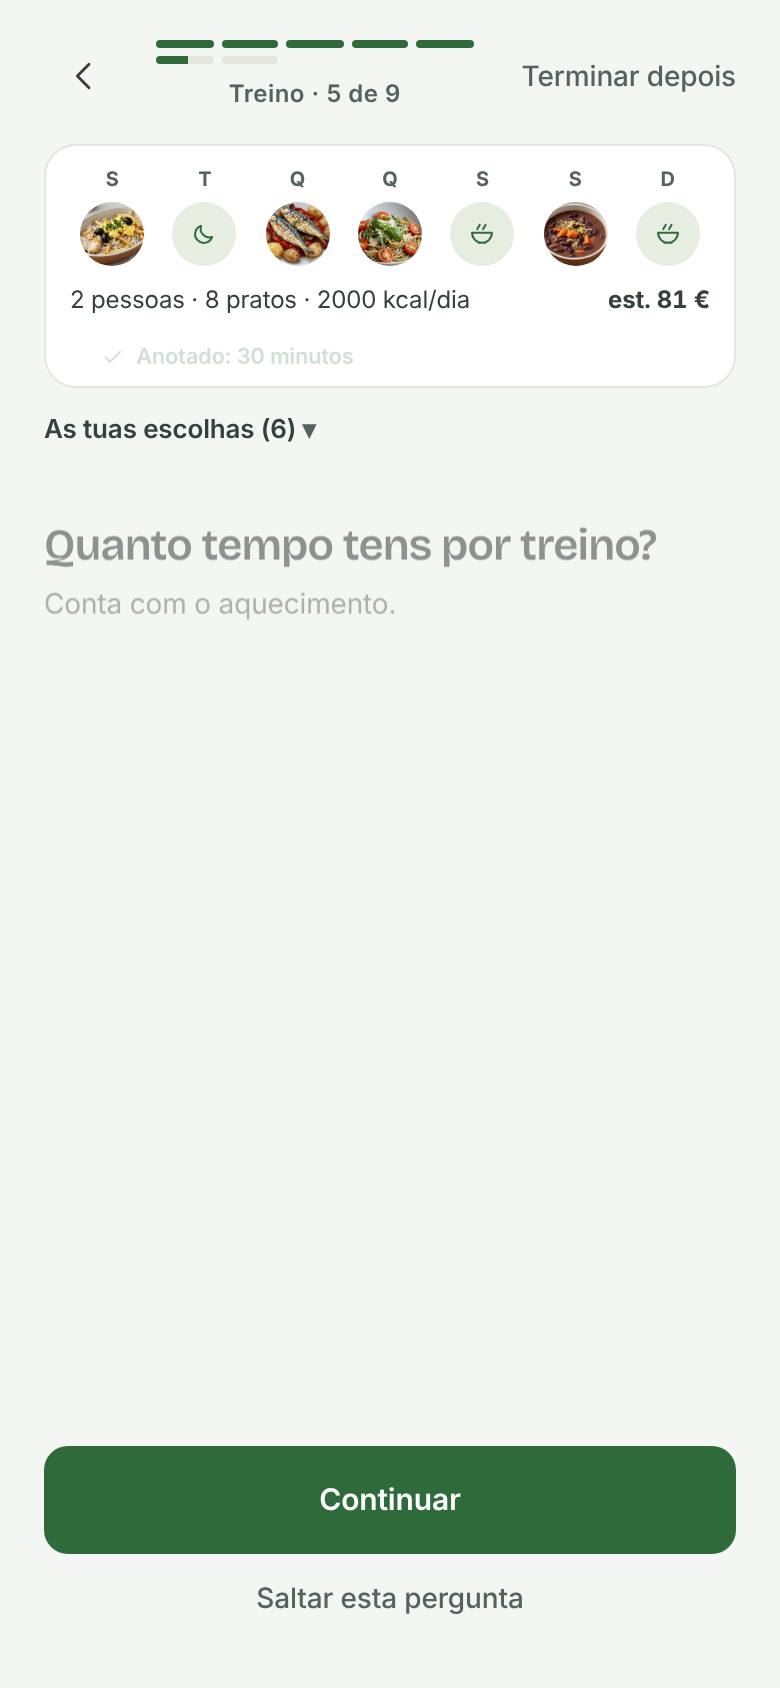 Treino · 5 de 9
Terminar depois
S T Q Q S S D
2 pessoas · 8 pratos · 2000 kcal/dia est. 81 €
Anotado: 30 minutos
As tuas escolhas (6) ▾
Quanto tempo tens por treino?
Conta com o aquecimento.
Continuar
Saltar esta pergunta